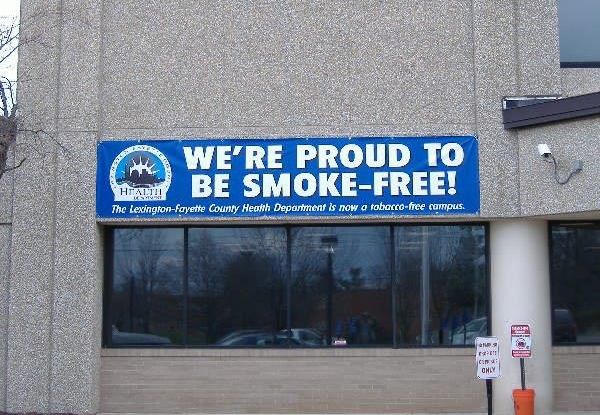 WE'RE PROUD TO
BE SMOKE-FREE!
HEALTH
DEPARTMENT
The Lexington-Fayette County Health Department is now a tobacco-free campus.
ONLY